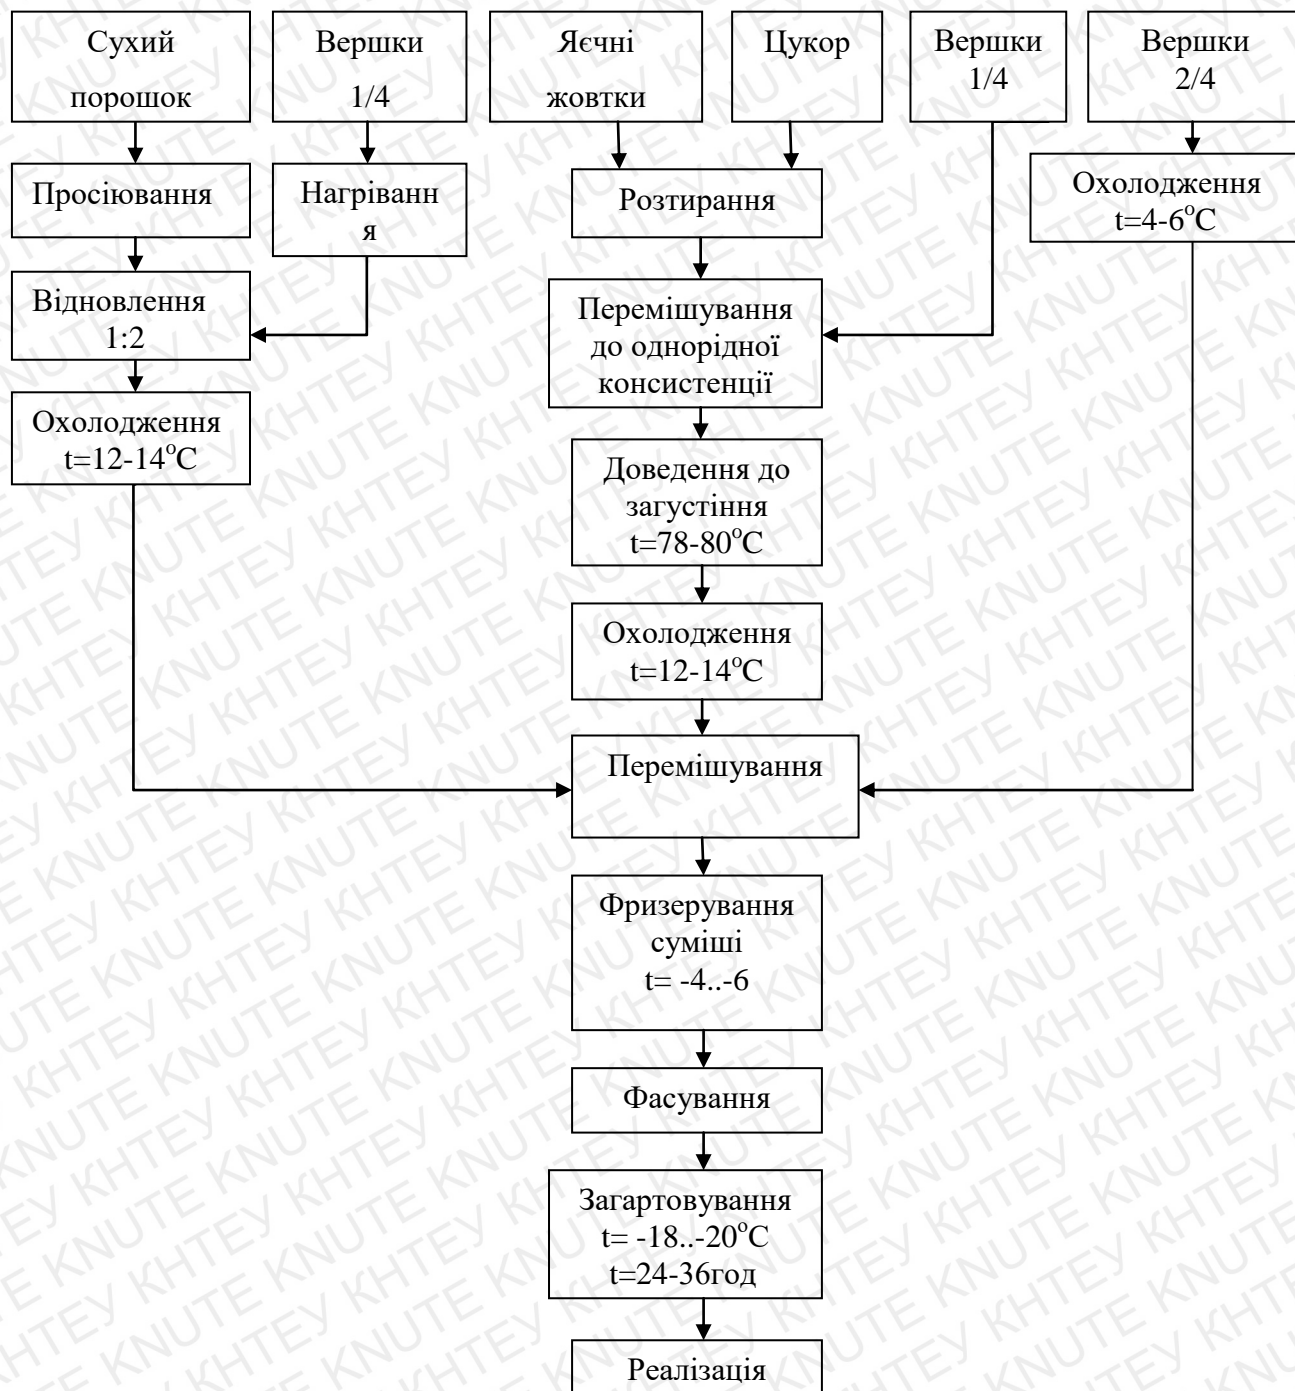 Сухий
порошок
Вершки
1/4
Яєчні
жовтки
Цукор
Вершки
1/4
Вершки
2/4
Просіювання
Нагріванн
я
Розтирання
Охолодження
t=4-6°C
Відновлення
1:2
Перемішування
до однорідної
консистенції
Охолодження
t=12-14°C
Доведення до
загустіння
t=78-80°C
Охолодження
t=12-14°C
Перемішування
Фризерування
суміші
t= -4..-6
Фасування
Загартовування
t= -18..-20°C
t=24-36год
Реалізація